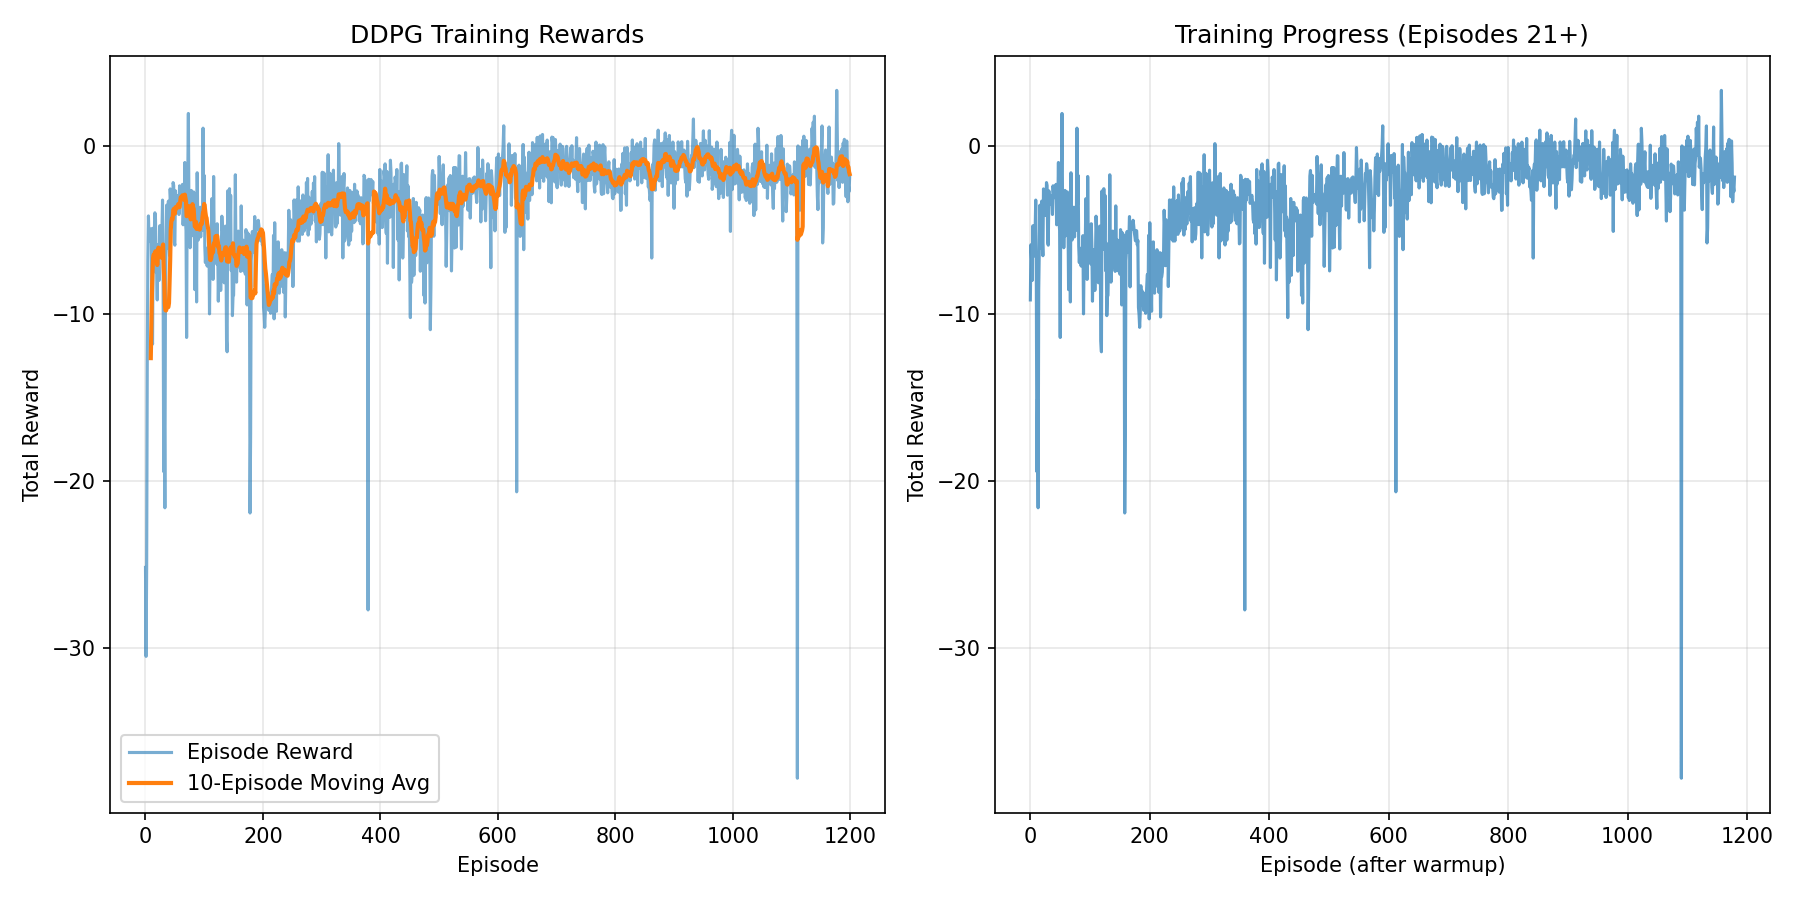 DDPG Training Rewards
Total Reward
0
−10
−20
−30
Episode Reward
10-Episode Moving Avg
0 200 400 600 800 1000 1200
Episode
Training Progress (Episodes 21+)
Total Reward
0
−10
−20
−30
0 200 400 600 800 1000 1200
Episode (after warmup)